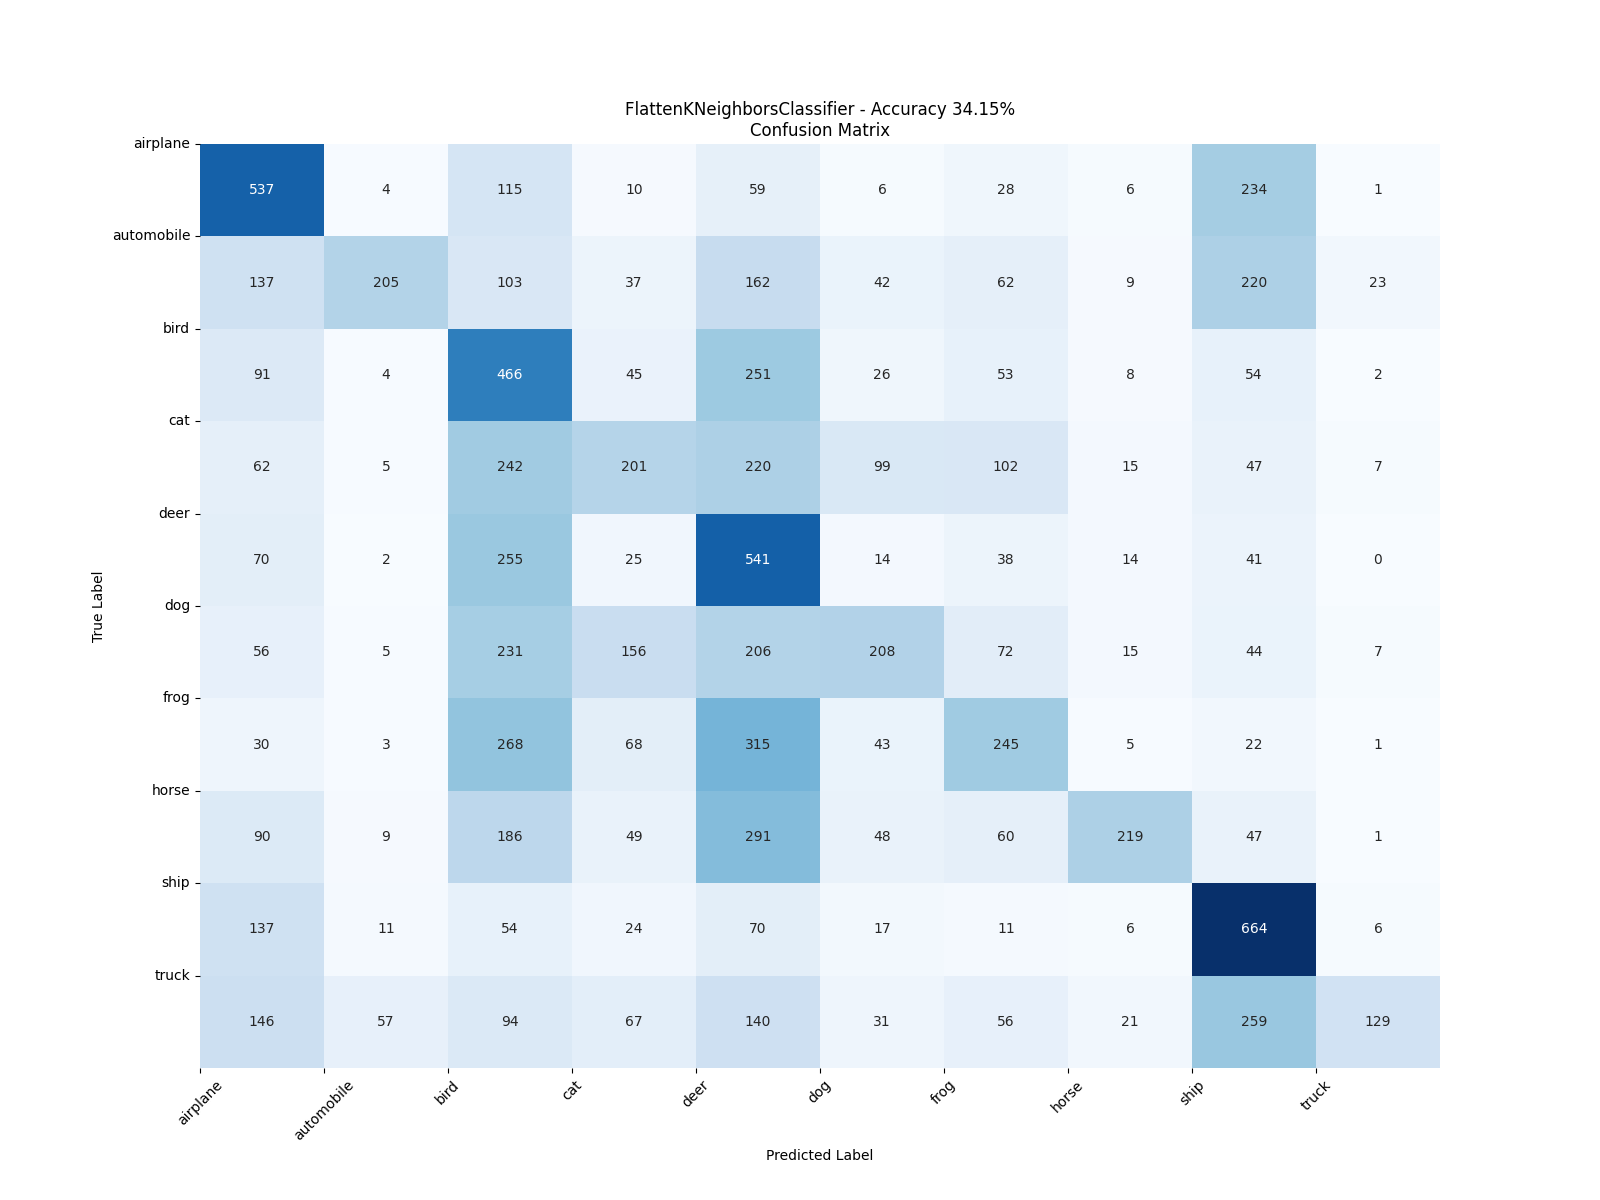 FlattenKNeighborsClassifier - Accuracy 34.15%
Confusion Matrix
airplane
537 4 115 10 59 6 28 6 234 1
automobile
137 205 103 37 162 42 62 9 220 23
bird
91 4 466 45 251 26 53 8 54 2
cat
62 5 242 201 220 99 102 15 47 7
deer
70 2 255 25 541 14 38 14 41 0
dog
56 5 231 156 206 208 72 15 44 7
frog
30 3 268 68 315 43 245 5 22 1
horse
90 9 186 49 291 48 60 219 47 1
ship
137 11 54 24 70 17 11 6 664 6
truck
146 57 94 67 140 31 56 21 259 129
True Label
airplane automobile bird cat deer dog frog horse ship truck
Predicted Label